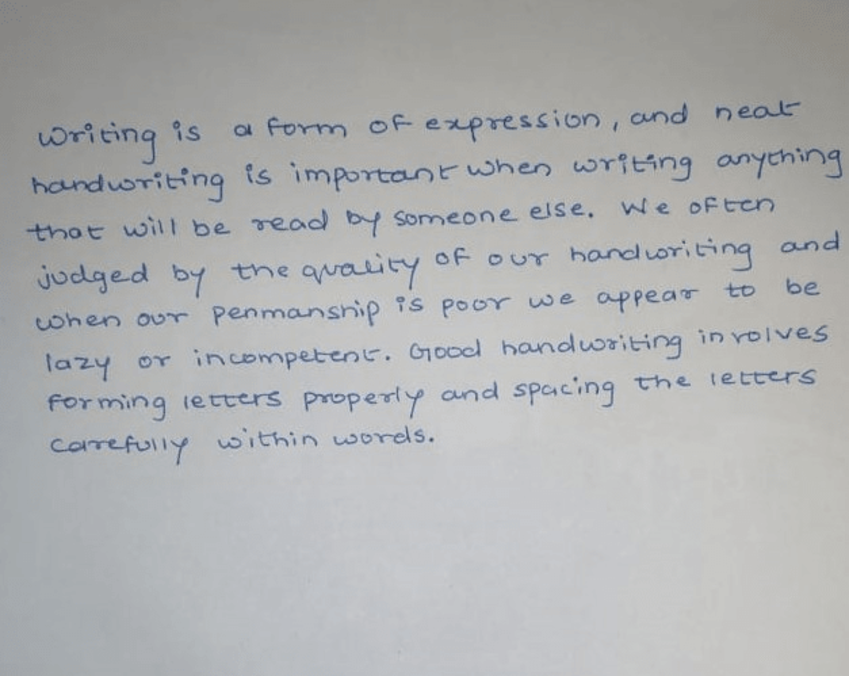 Writing is a form of expression, and neat
handwriting is important when writing anything
that will be read by someone else. We often
judged by the quality of our handwriting and
when our penmanship is poor we appear to be
lazy or incompetent. Good handwriting involves
forming letters properly and spacing the letters
carefully within words.